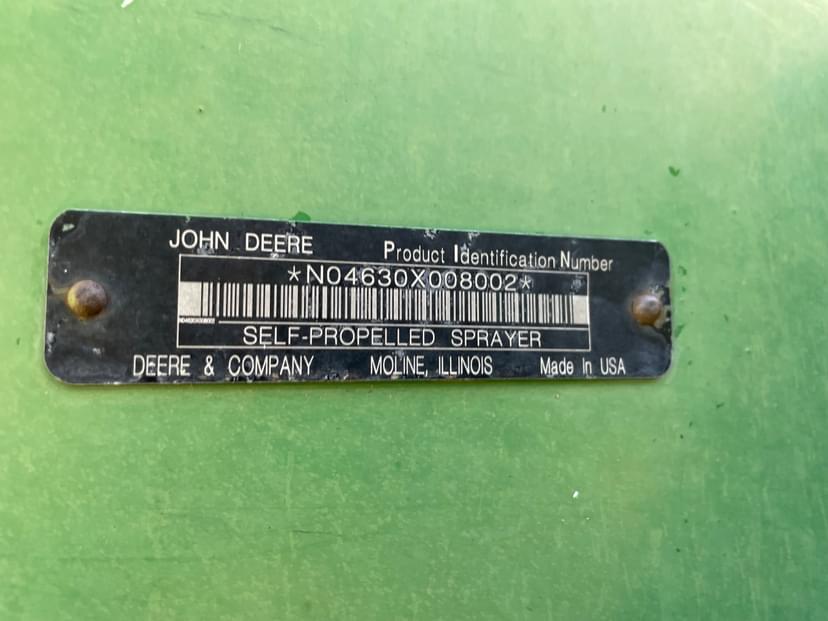 JOHN DEERE Product Identification Number
*N04630X008002*
SELF-PROPELLED SPRAYER
DEERE & COMPANY MOLINE, ILLINOIS Made In USA